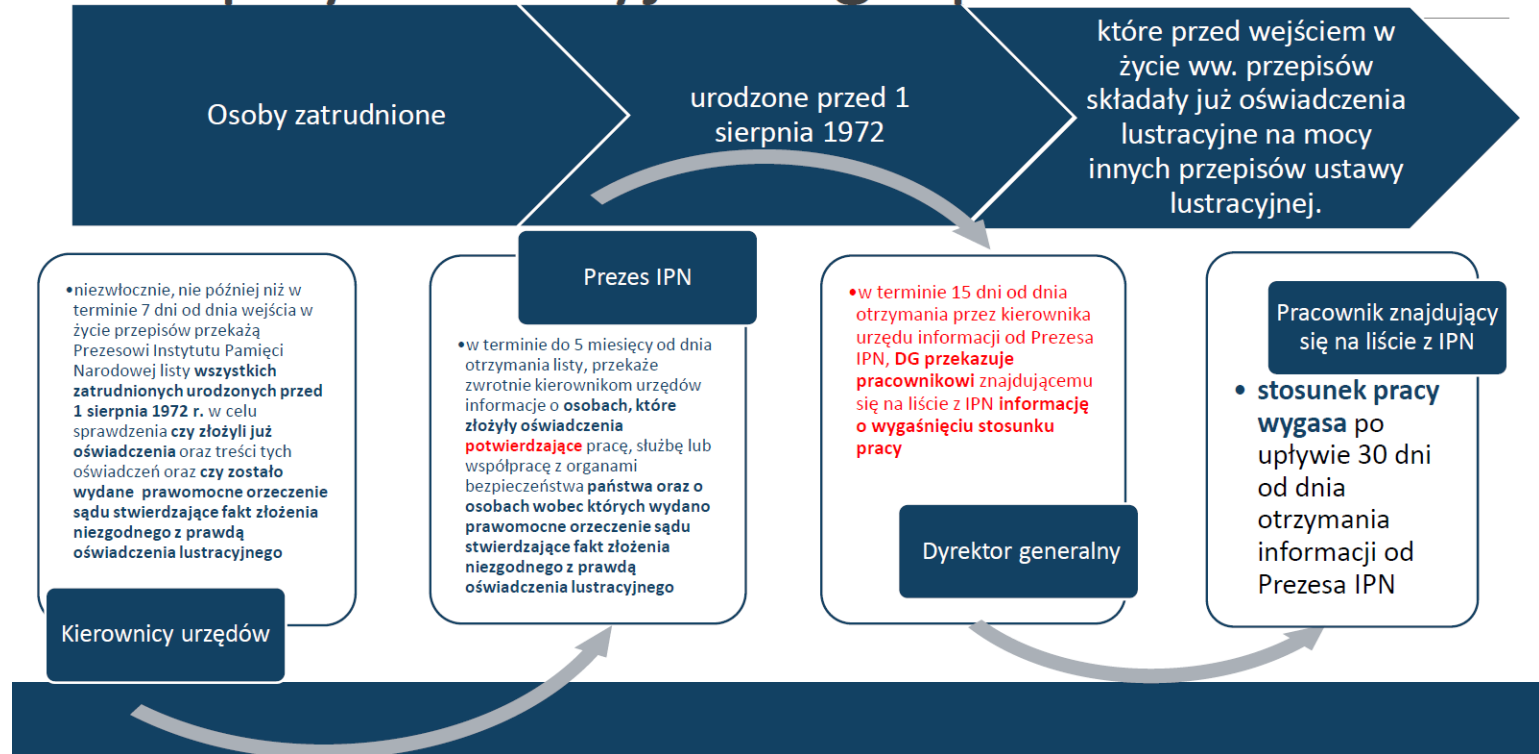 Osoby zatrudnione
urodzone przed 1
sierpnia 1972
które przed wejściem w
życie ww. przepisów
składały już oświadczenia
lustracyjne na mocy
innych przepisów ustawy
lustracyjnej.
•niezwłocznie, nie później niż w
terminie 7 dni od dnia wejścia w
życie przepisów przekażą
Prezesowi Instytutu Pamięci
Narodowej listy wszystkich
zatrudnionych urodzonych przed
1 sierpnia 1972 r. w celu
sprawdzenia czy złożyli już
oświadczenia oraz treści tych
oświadczeń oraz czy zostało
wydane prawomocne orzeczenie
sądu stwierdzające fakt złożenia
niezgodnego z prawdą
oświadczenia lustracyjnego
Kierownicy urzędów
Prezes IPN
•w terminie do 5 miesięcy od dnia
otrzymania listy, przekaże
zwrotnie kierownikom urzędów
informacje o osobach, które
złożyły oświadczenia
potwierdzające pracę, służbę lub
współpracę z organami
bezpieczeństwa państwa oraz o
osobach wobec których wydano
prawomocne orzeczenie sądu
stwierdzające fakt złożenia
niezgodnego z prawdą
oświadczenia lustracyjnego
•w terminie 15 dni od dnia
otrzymania przez kierownika
urzędu informacji od Prezesa
IPN, DG przekazuje
pracownikowi znajdującemu
się na liście z IPN informację
o wygaśnięciu stosunku
pracy
Dyrektor generalny
Pracownik znajdujący
się na liście z IPN
• stosunek pracy
wygasa po
upływie 30 dni
od dnia
otrzymania
informacji od
Prezesa IPN